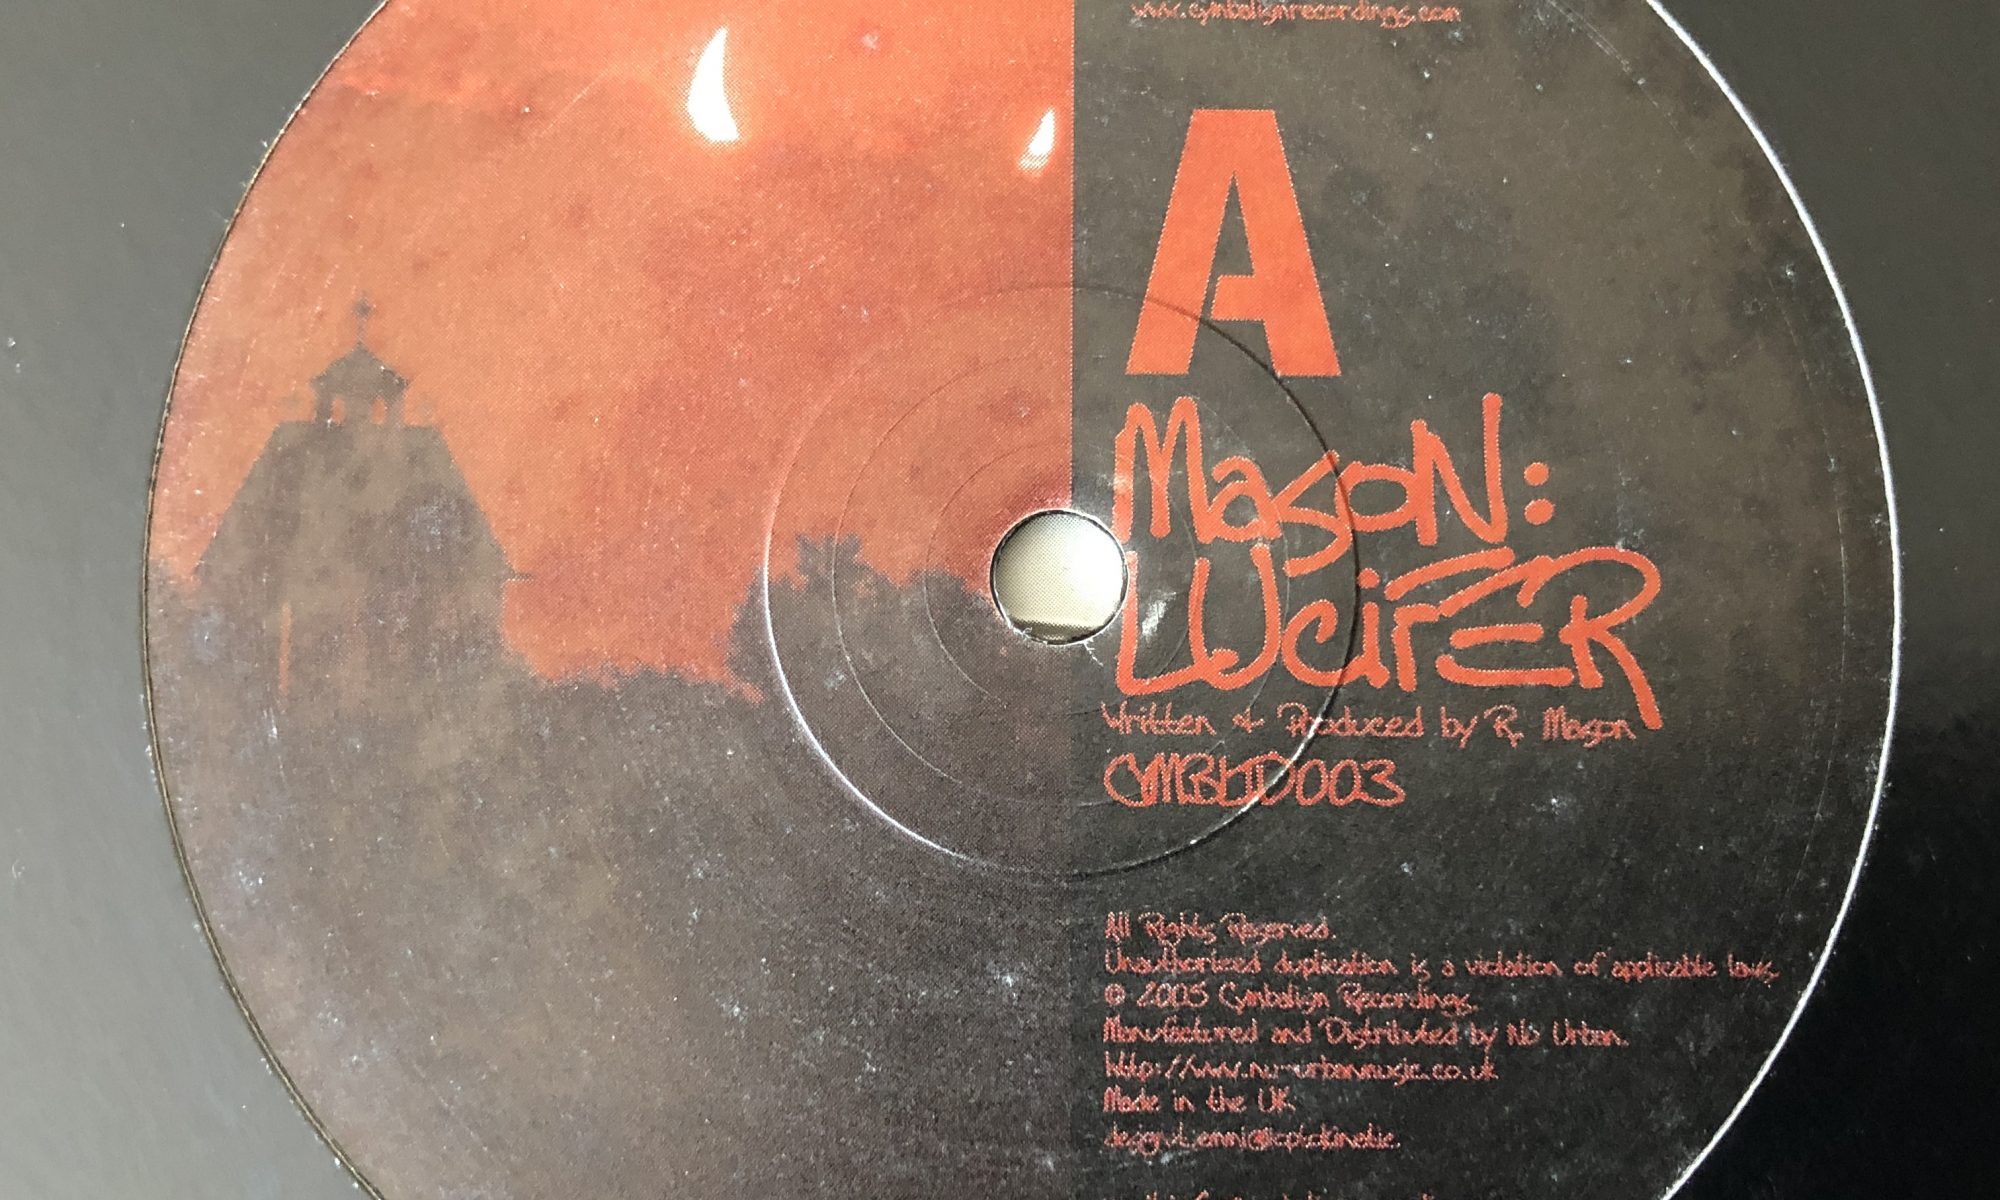 www.cymbalignrecordings.com
A
Mason:
LUCiFER
Written & Produced by R. Mason
CMBLTD003
All Rights Reserved.
Unauthorized duplication is a violation of applicable laws.
© 2005 Cymbalign Recordings.
Manufactured and Distributed by Nu Urban.
http://www.nu-urbanmusic.co.uk
Made in the UK